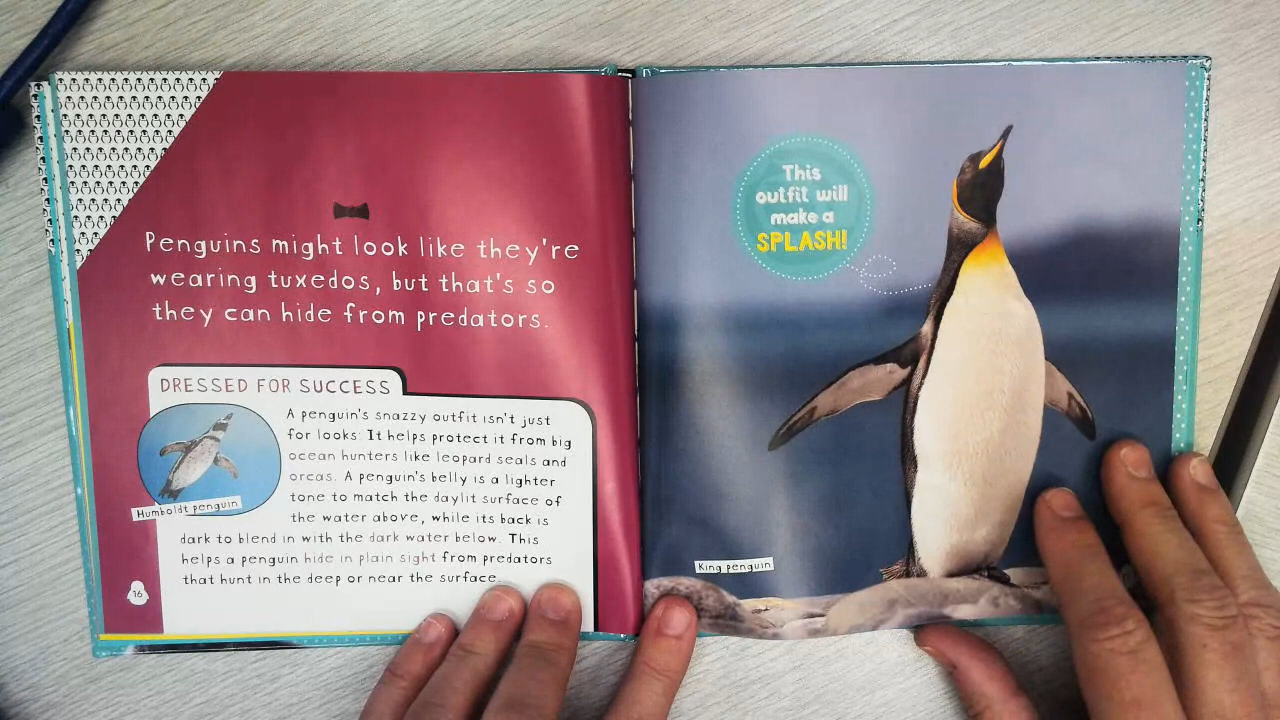 Penguins might look like they're
wearing tuxedos, but that's so
they can hide from predators.
DRESSED FOR SUCCESS
A penguin's snazzy outfit isn't just
for looks: It helps protect it from big
ocean hunters like leopard seals and
orcas. A penguin's belly is a lighter
tone to match the daylit surface of
the water above, while its back is
dark to blend in with the dark water below. This
helps a penguin hide in plain sight from predators
that hunt in the deep or near the surface.
Humboldt penguin
16
This
outfit will
make a
SPLASH!
King penguin